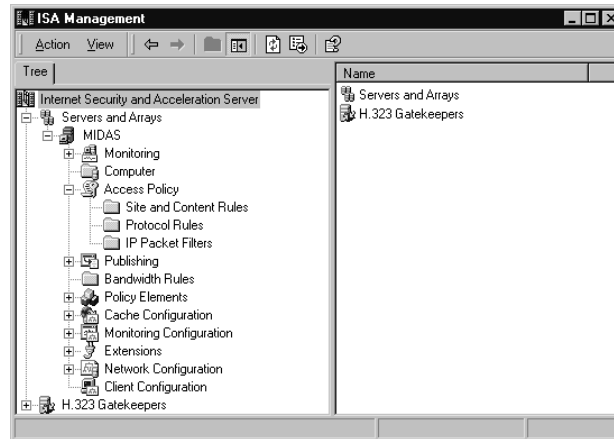 ISA Management
Action View
Tree
Name
Internet Security and Acceleration Server
Servers and Arrays
MIDAS
Monitoring
Computer
Access Policy
Site and Content Rules
Protocol Rules
IP Packet Filters
Publishing
Bandwidth Rules
Policy Elements
Cache Configuration
Monitoring Configuration
Extensions
Network Configuration
Client Configuration
H.323 Gatekeepers
Servers and Arrays
H.323 Gatekeepers